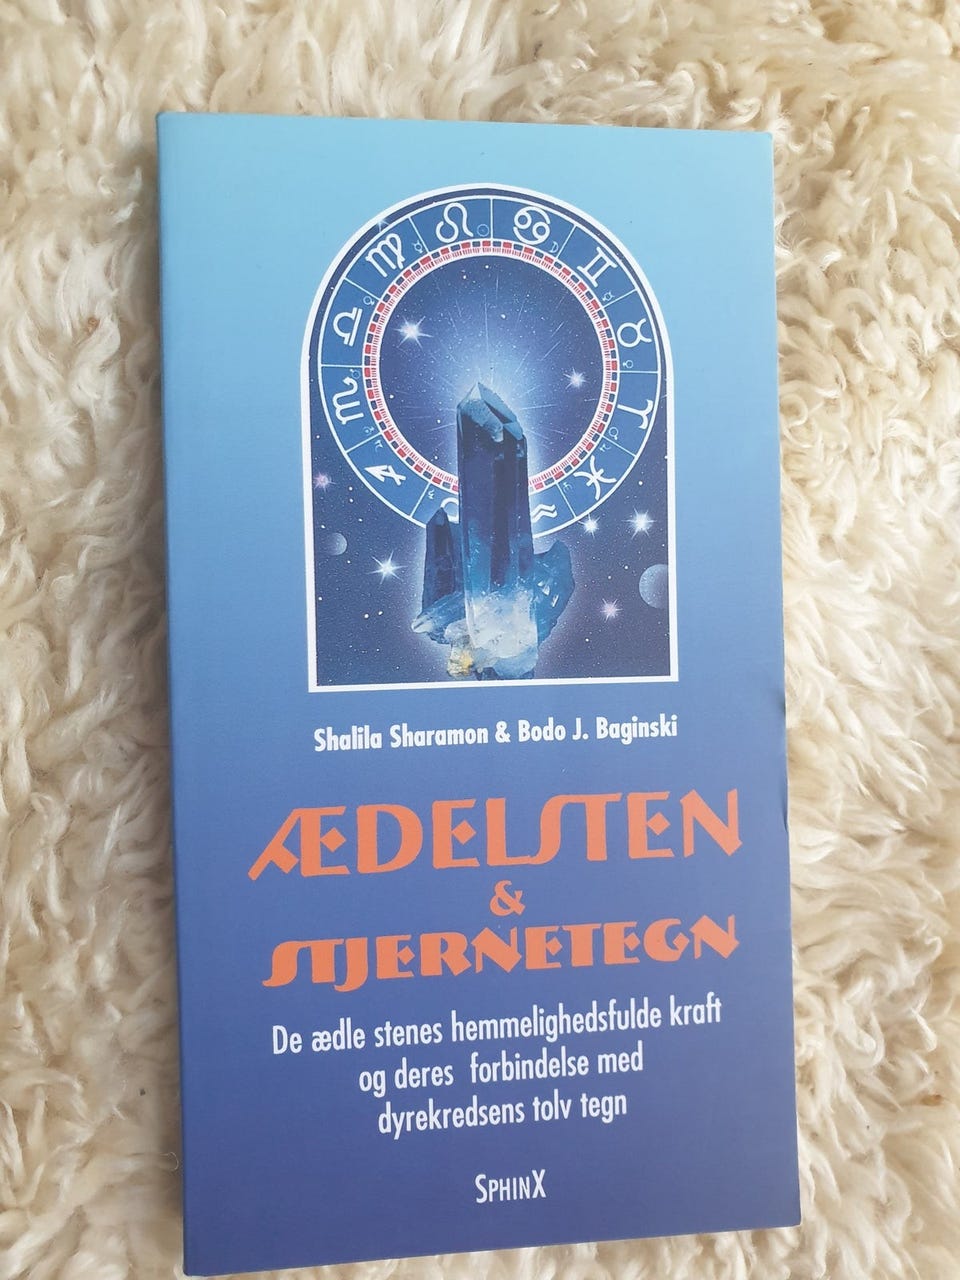 Shalila Sharamon & Bodo J. Baginski
ÆDELSTEN
&
STJERNETEGN
De ædle stenes hemmelighedsfulde kraft
og deres forbindelse med
dyrekredsens tolv tegn
SPHINX